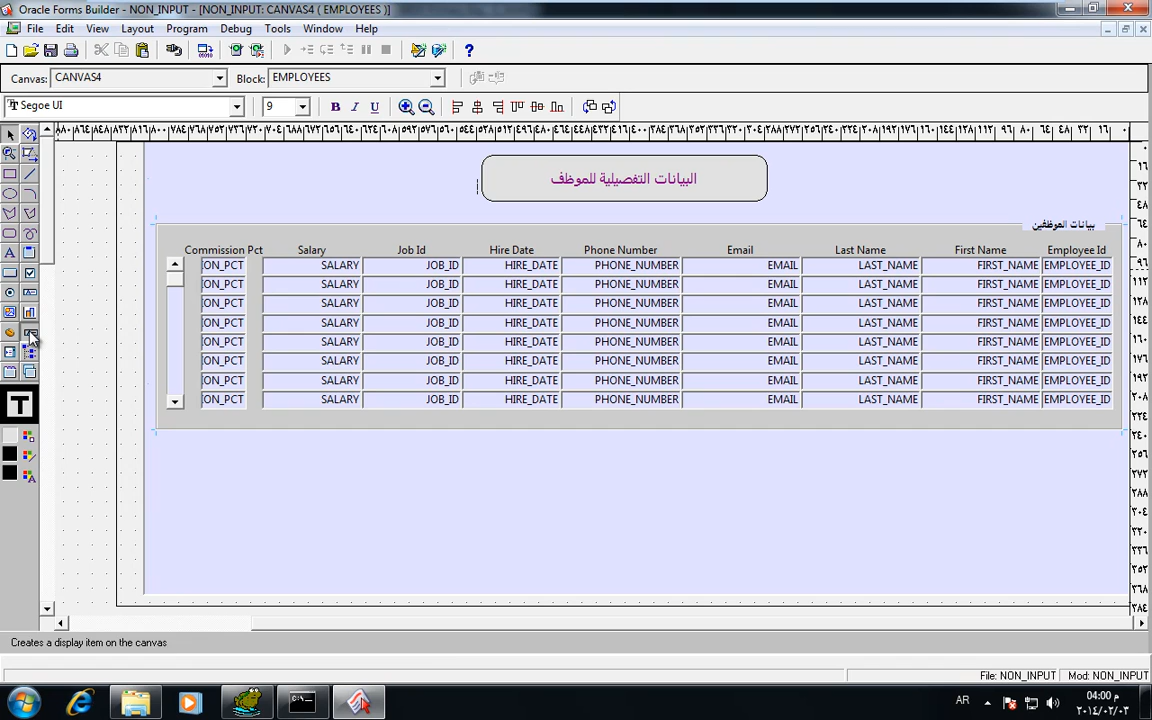 Oracle Forms Builder - NON_INPUT - [NON_INPUT: CANVAS4 ( EMPLOYEES )]
File Edit View Layout Program Debug Tools Window Help
Canvas: CANVAS4 Block: EMPLOYEES
Segoe UI 9 B I U
البيانات التفصيلية للموظف
بيانات الموظفين
Commission Pct Salary Job Id Hire Date Phone Number Email Last Name First Name Employee Id
ION_PCT SALARY JOB_ID HIRE_DATE PHONE_NUMBER EMAIL LAST_NAME FIRST_NAME EMPLOYEE_ID
ION_PCT SALARY JOB_ID HIRE_DATE PHONE_NUMBER EMAIL LAST_NAME FIRST_NAME EMPLOYEE_ID
ION_PCT SALARY JOB_ID HIRE_DATE PHONE_NUMBER EMAIL LAST_NAME FIRST_NAME EMPLOYEE_ID
ION_PCT SALARY JOB_ID HIRE_DATE PHONE_NUMBER EMAIL LAST_NAME FIRST_NAME EMPLOYEE_ID
ION_PCT SALARY JOB_ID HIRE_DATE PHONE_NUMBER EMAIL LAST_NAME FIRST_NAME EMPLOYEE_ID
ION_PCT SALARY JOB_ID HIRE_DATE PHONE_NUMBER EMAIL LAST_NAME FIRST_NAME EMPLOYEE_ID
ION_PCT SALARY JOB_ID HIRE_DATE PHONE_NUMBER EMAIL LAST_NAME FIRST_NAME EMPLOYEE_ID
ION_PCT SALARY JOB_ID HIRE_DATE PHONE_NUMBER EMAIL LAST_NAME FIRST_NAME EMPLOYEE_ID
Creates a display item on the canvas
File: NON_INPUT Mod: NON_INPUT
AR
04:00 م
٢٠١٤/٠٢/٠٣